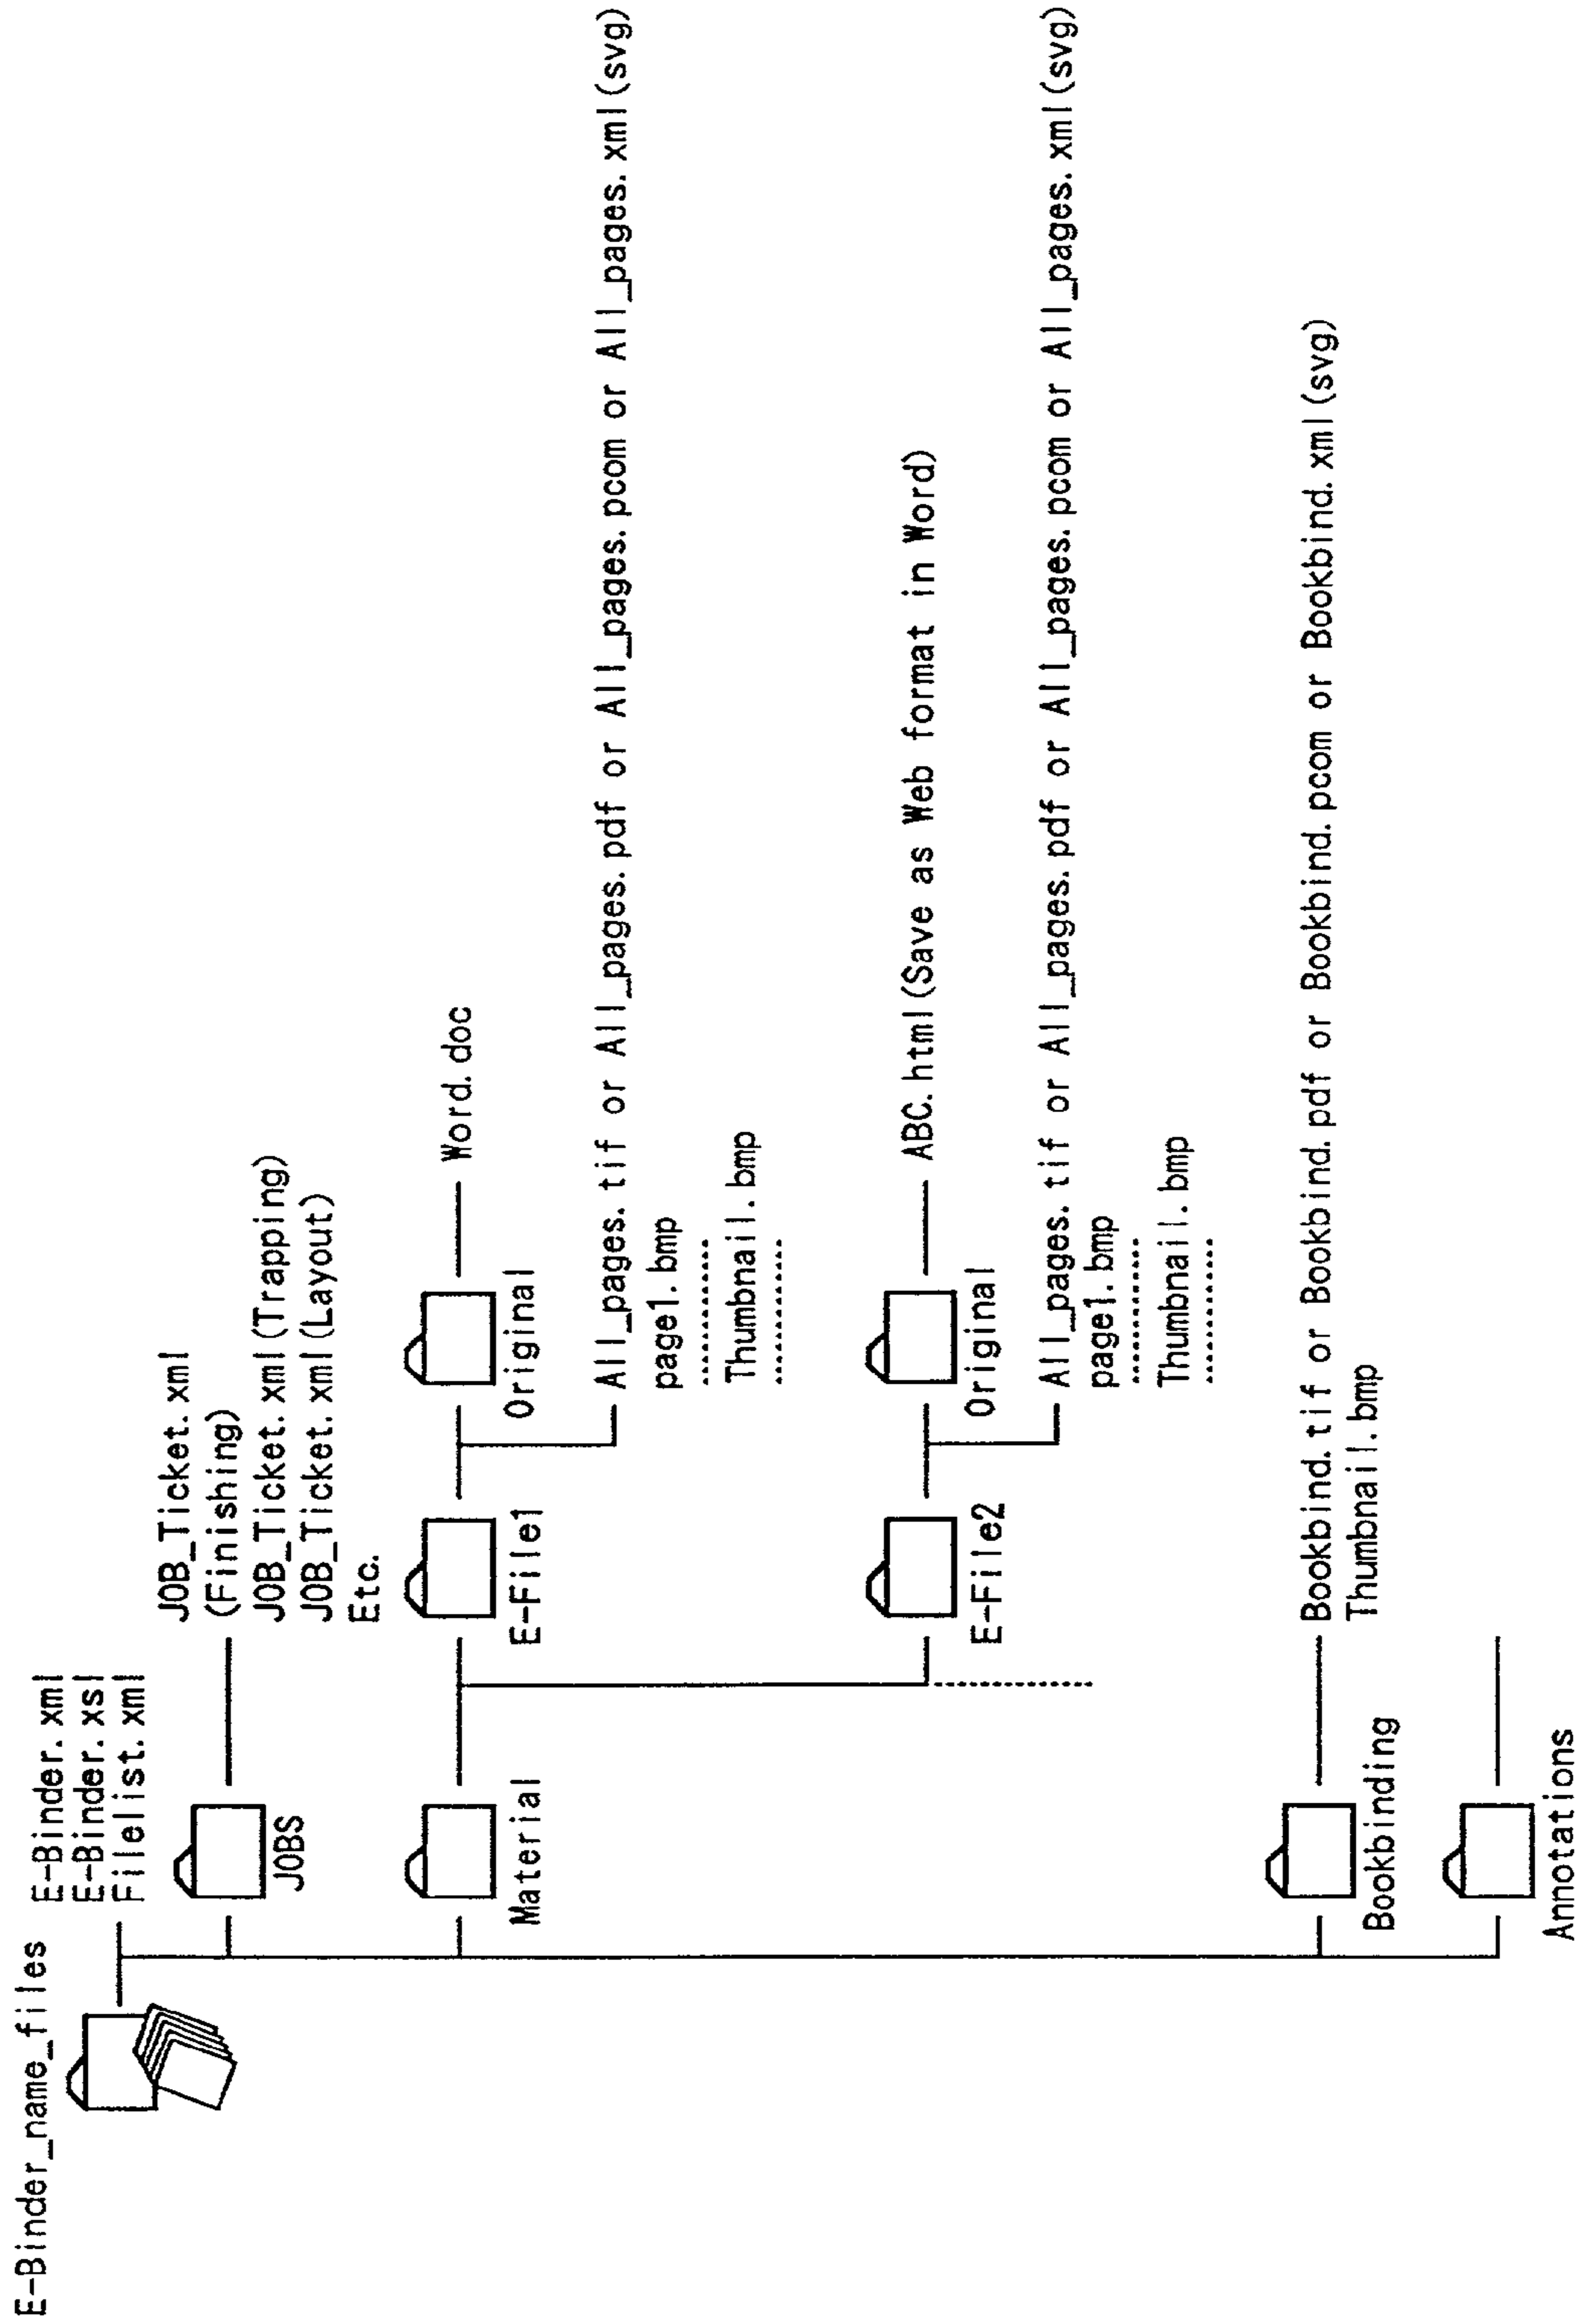 E-Binder_name_files
E-Binder.xml
E-Binder.xsl
Filelist.xml
JOBS
JOB_Ticket.xml
(Finishing)
JOB_Ticket.xml(Trapping)
JOB_Ticket.xml(Layout)
Etc.
Material
E-File1
Original
Word.doc
All_pages.tif or All_pages.pdf or All_pages.pcom or All_pages.xml(svg)
page1.bmp
............
Thumbnail.bmp
............
E-File2
Original
ABC.html(Save as Web format in Word)
All_pages.tif or All_pages.pdf or All_pages.pcom or All_pages.xml(svg)
page1.bmp
............
Thumbnail.bmp
............
Bookbinding
Bookbind.tif or Bookbind.pdf or Bookbind.pcom or Bookbind.xml(svg)
Thumbnail.bmp
Annotations